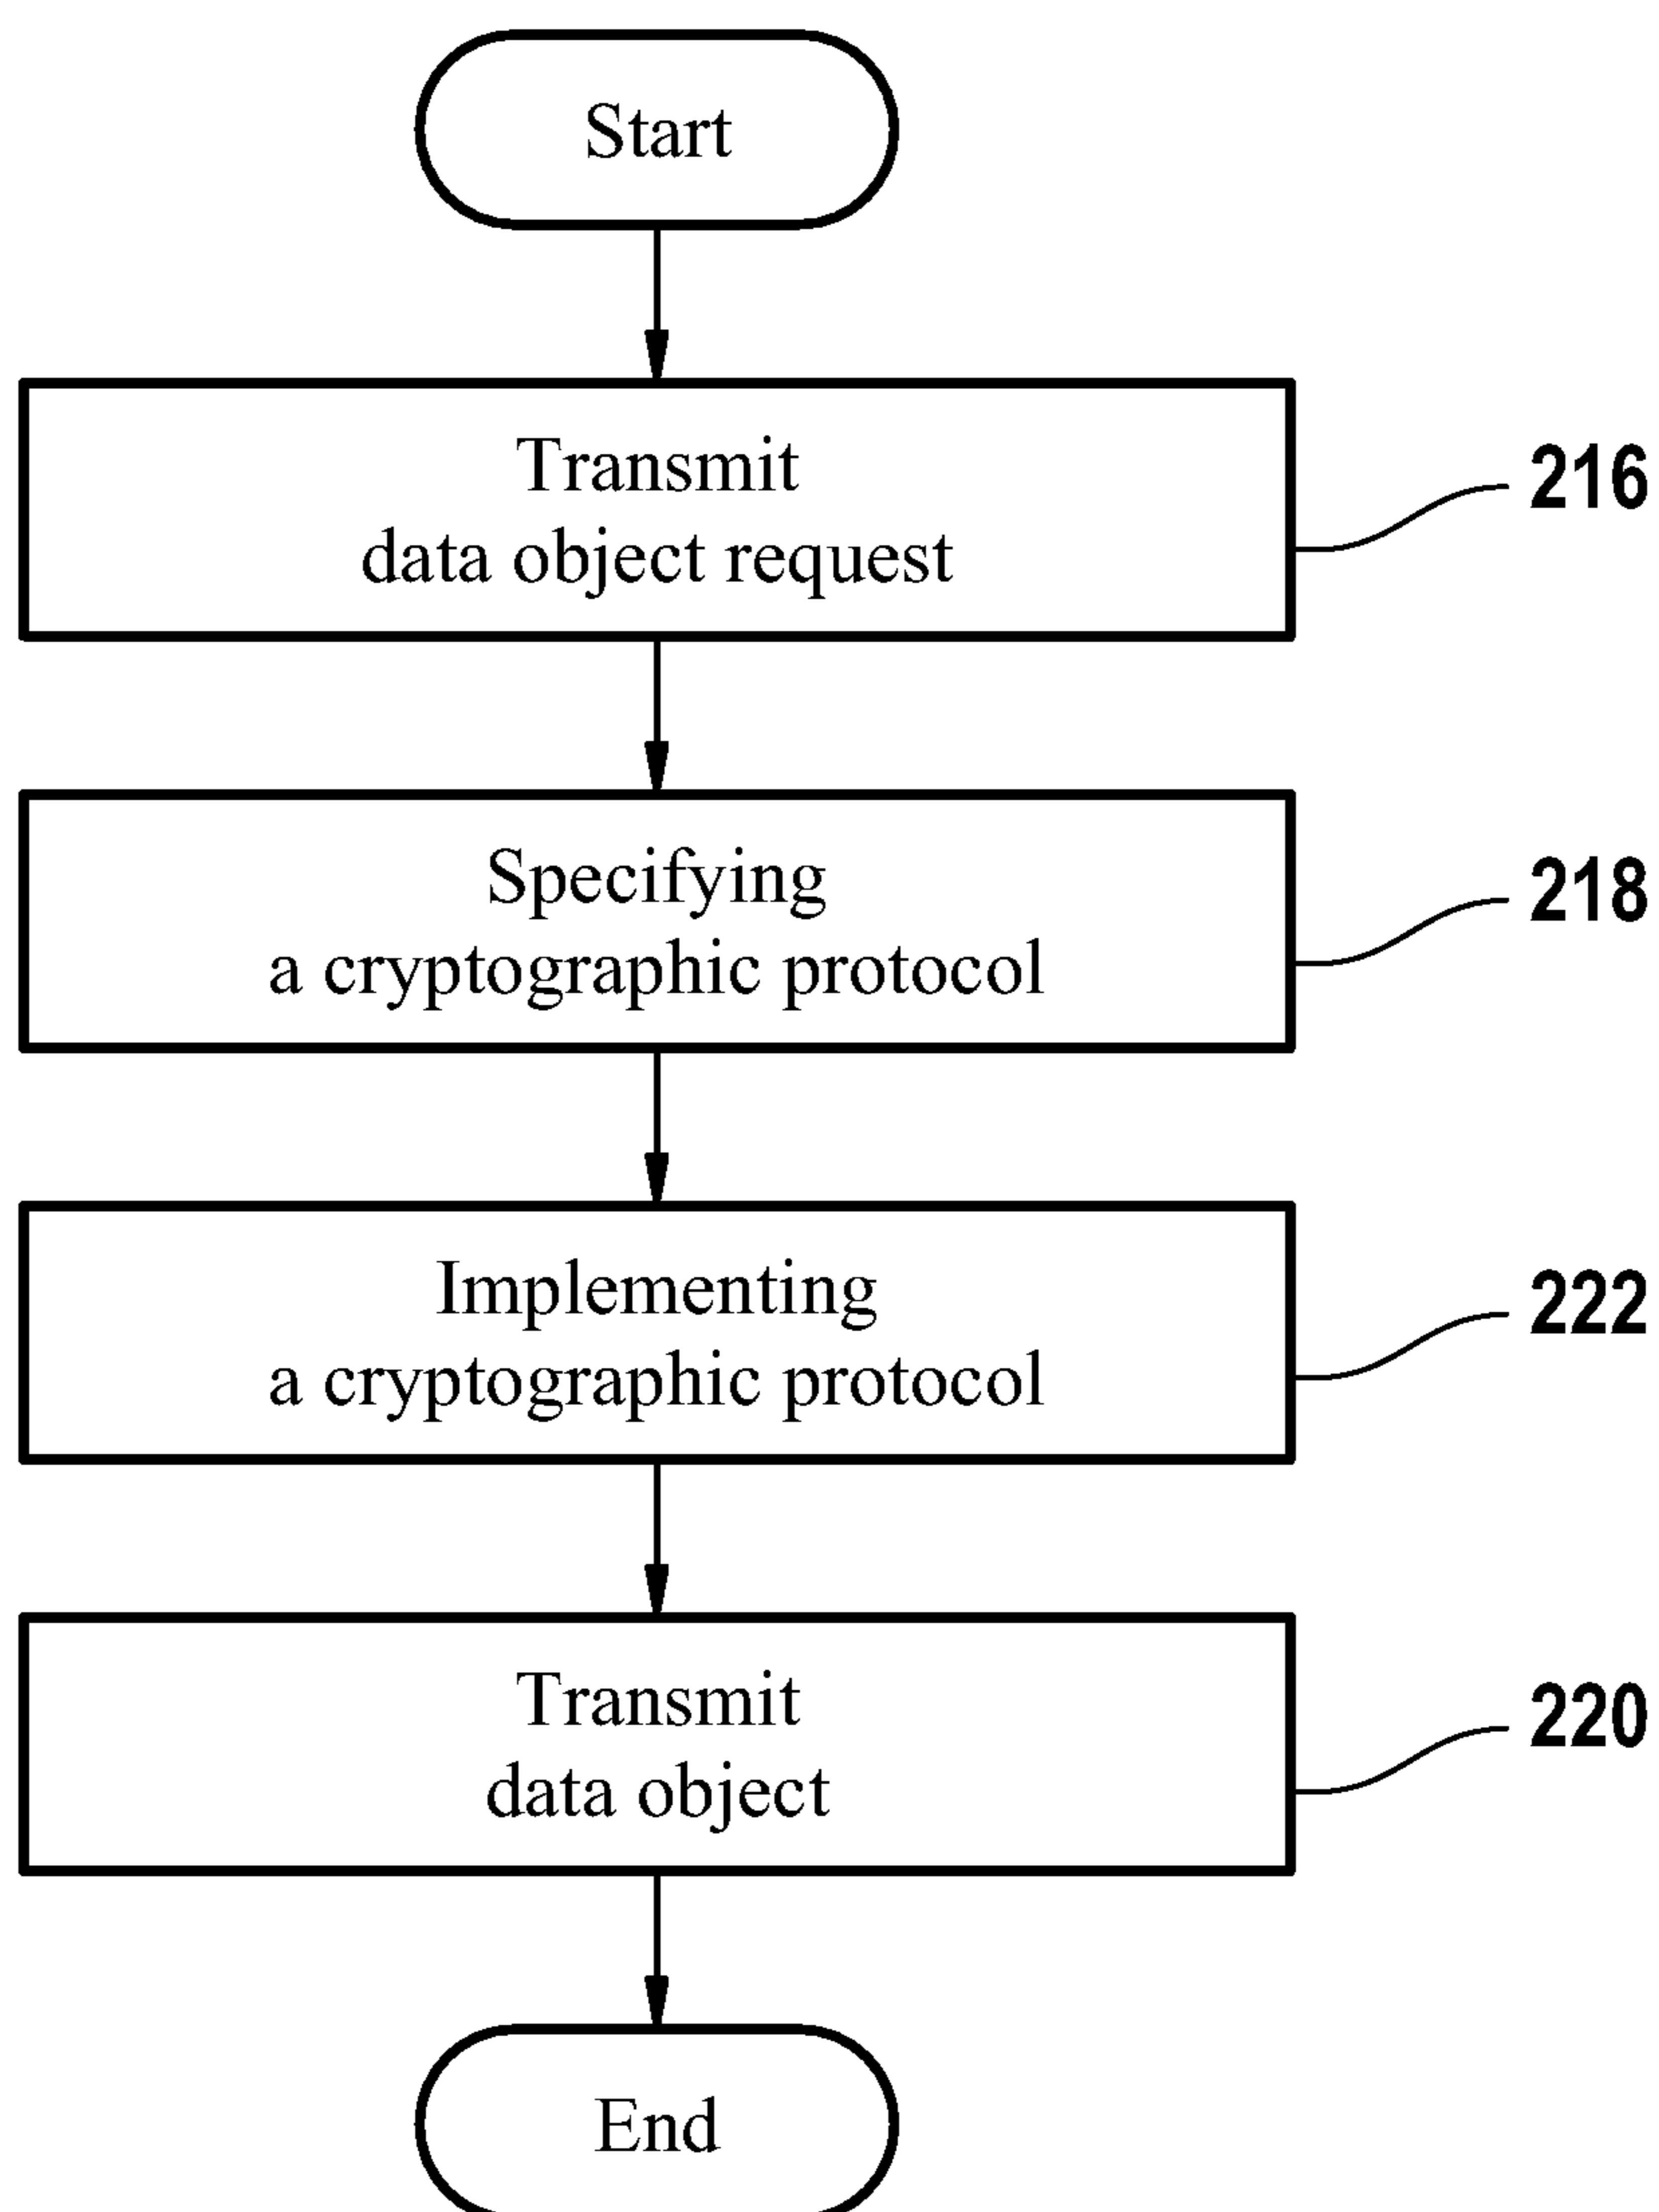 Start
Transmit
data object request
216
Specifying
a cryptographic protocol
218
Implementing
a cryptographic protocol
222
Transmit
data object
220
End